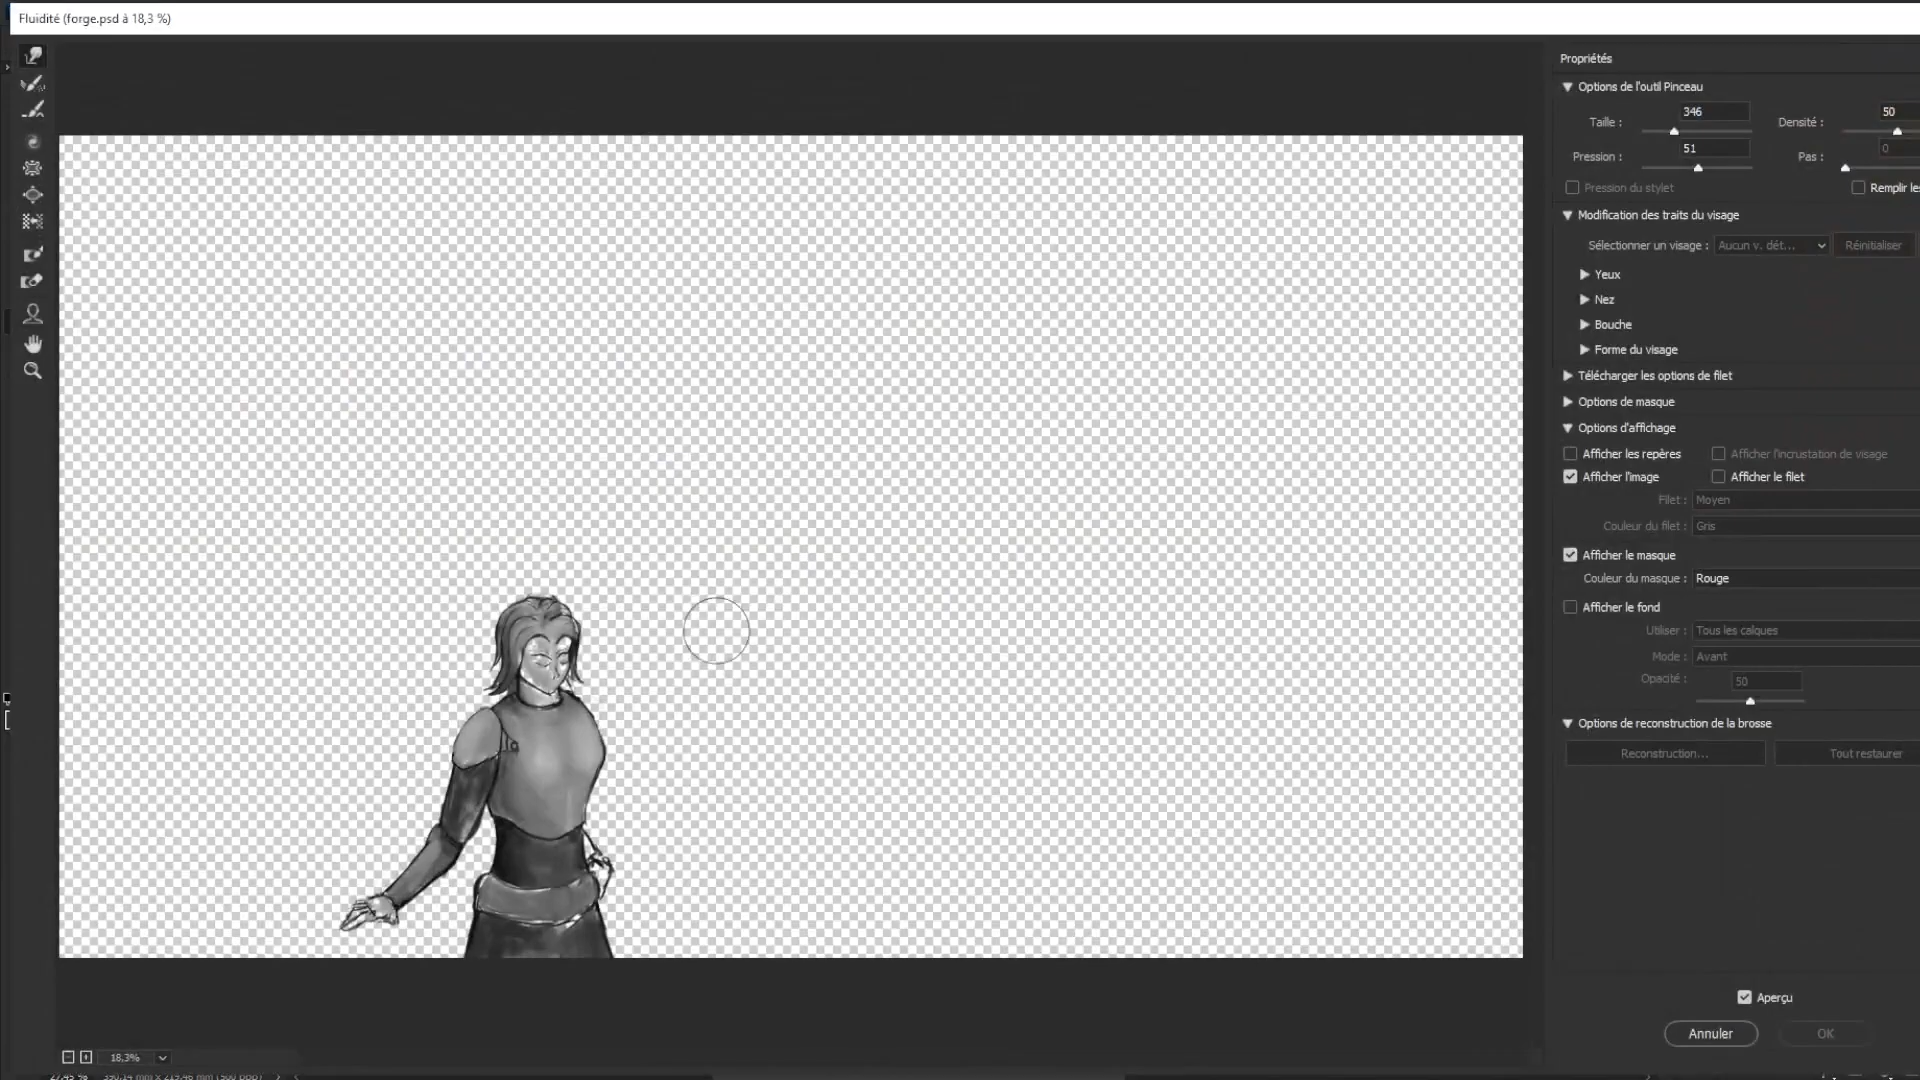 Fluidité (forge.psd à 18,3 %)
Propriétés
Options de l'outil Pinceau
Taille : 346 Densité : 50
Pression : 51 Pas : 0
Pression du stylet Remplir les
Modification des traits du visage
Sélectionner un visage : Aucun v. dét... Réinitialiser
Yeux
Nez
Bouche
Forme du visage
Télécharger les options de filet
Options de masque
Options d'affichage
Afficher les repères Afficher l'incrustation de visage
Afficher l'image Afficher le filet
Filet : Moyen
Couleur du filet : Gris
Afficher le masque
Couleur du masque : Rouge
Afficher le fond
Utiliser : Tous les calques
Mode : Avant
Opacité : 50
Options de reconstruction de la brosse
Reconstruction... Tout restaurer
Aperçu
Annuler OK
18,3%